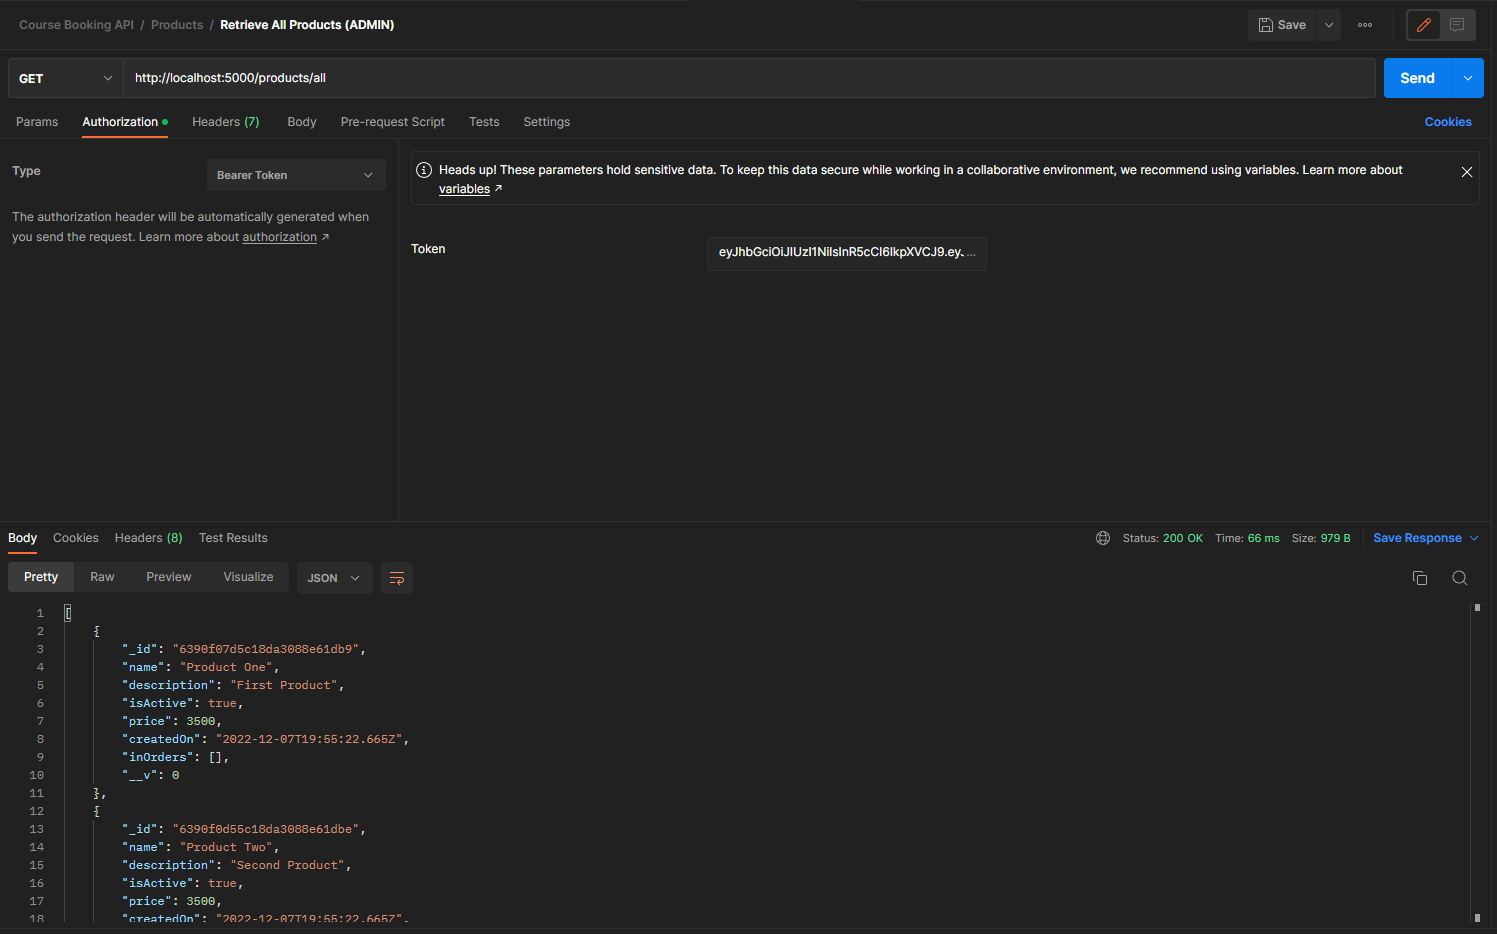 Course Booking API / Products / Retrieve All Products (ADMIN)
Save
GET
http://localhost:5000/products/all
Send
Params Authorization Headers (7) Body Pre-request Script Tests Settings Cookies
Type
Bearer Token
The authorization header will be automatically generated when
you send the request. Learn more about authorization ↗
Heads up! These parameters hold sensitive data. To keep this data secure while working in a collaborative environment, we recommend using variables. Learn more about
variables ↗
Token
eyJhbGciOiJIUzI1NiIsInR5cCI6IkpXVCJ9.eyJ...
Body Cookies Headers (8) Test Results Status: 200 OK Time: 66 ms Size: 979 B Save Response
Pretty Raw Preview Visualize JSON
1 [
2 {
3 "_id": "6390f07d5c18da3088e61db9",
4 "name": "Product One",
5 "description": "First Product",
6 "isActive": true,
7 "price": 3500,
8 "createdOn": "2022-12-07T19:55:22.665Z",
9 "inOrders": [],
10 "__v": 0
11 },
12 {
13 "_id": "6390f0d55c18da3088e61dbe",
14 "name": "Product Two",
15 "description": "Second Product",
16 "isActive": true,
17 "price": 3500,
18 "createdOn": "2022-12-07T19:55:22.665Z",